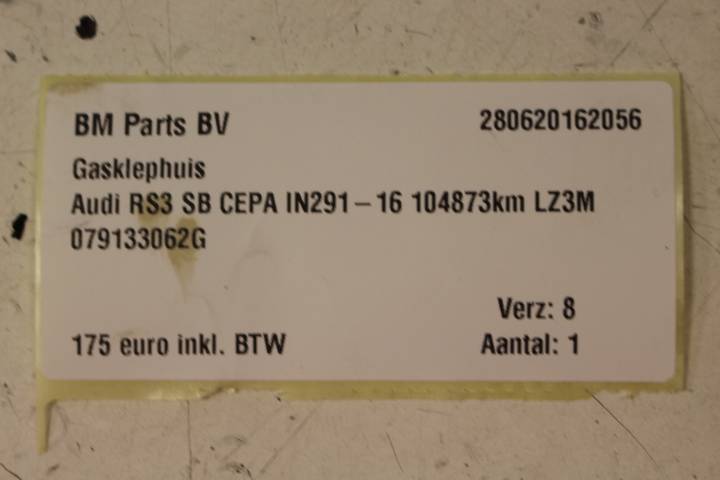 BM Parts BV 280620162056
Gasklephuis
Audi RS3 SB CEPA IN291-16 104873km LZ3M
079133062G
Verz: 8
175 euro inkl. BTW Aantal: 1